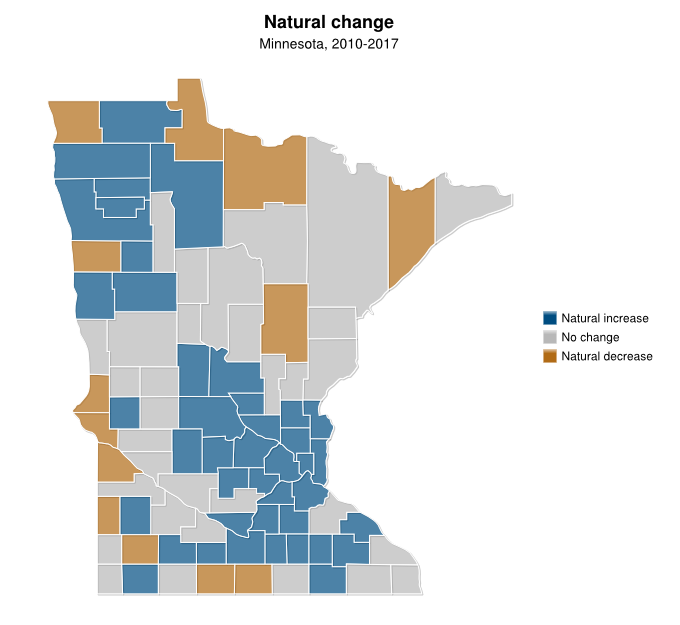 Natural change
Minnesota, 2010-2017
Natural increase
No change
Natural decrease